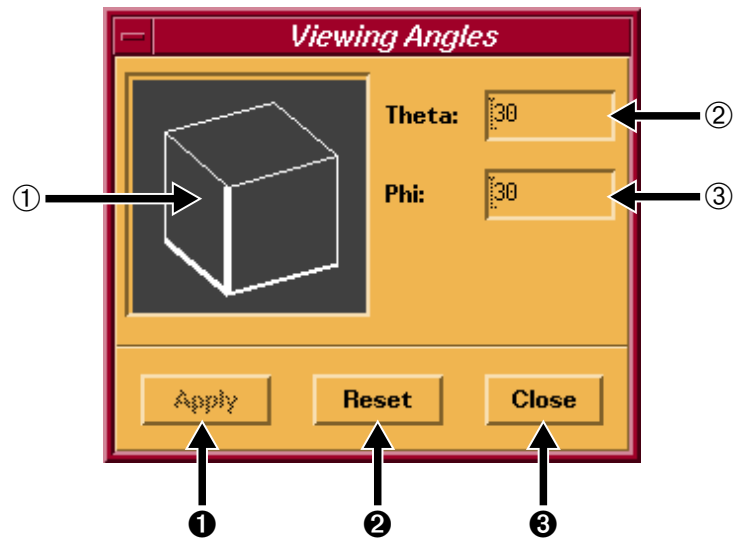 Viewing Angles
Theta: 30 ②
① Phi: 30 ③
Apply Reset Close
❶ ❷ ❸